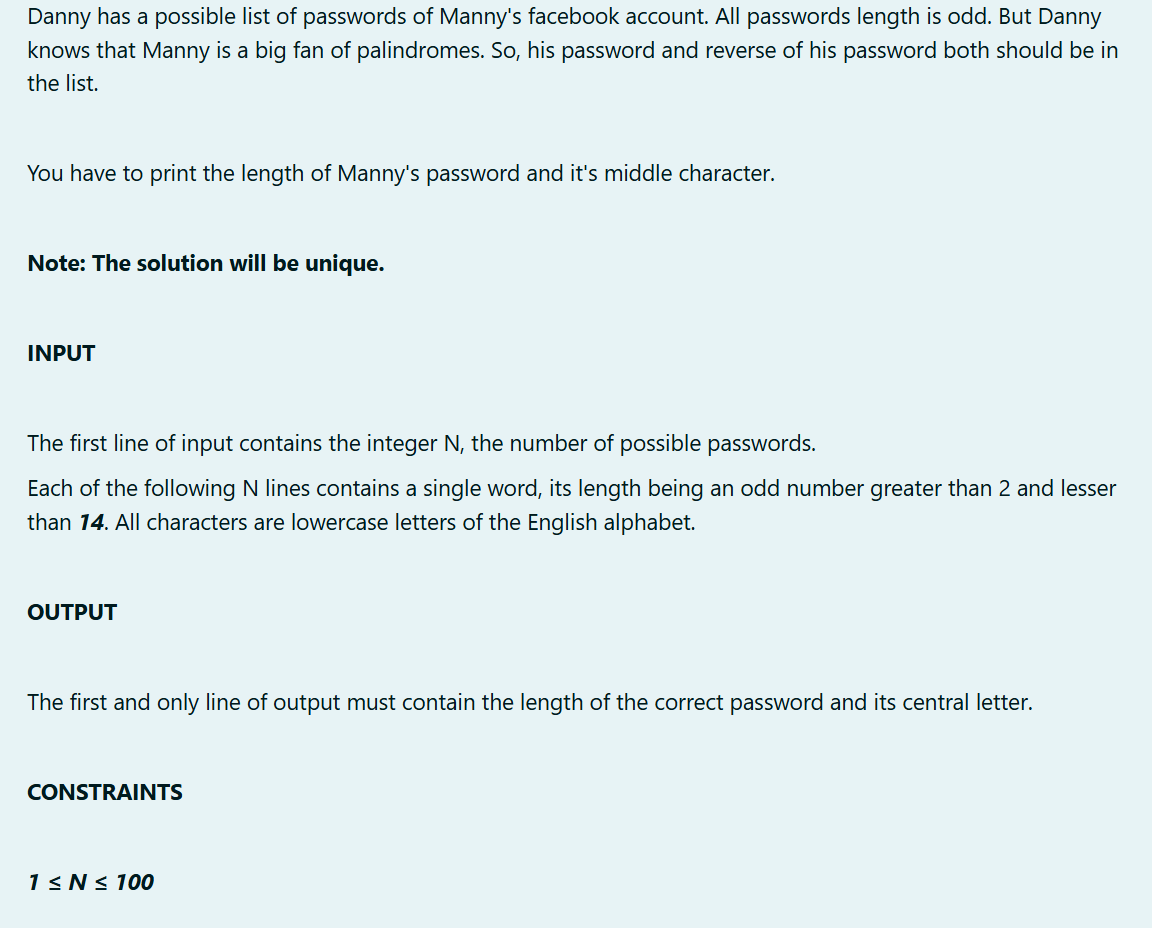 Danny has a possible list of passwords of Manny's facebook account. All passwords length is odd. But Danny
knows that Manny is a big fan of palindromes. So, his password and reverse of his password both should be in
the list.
You have to print the length of Manny's password and it's middle character.
Note: The solution will be unique.
INPUT
The first line of input contains the integer N, the number of possible passwords.
Each of the following N lines contains a single word, its length being an odd number greater than 2 and lesser
than 14. All characters are lowercase letters of the English alphabet.
OUTPUT
The first and only line of output must contain the length of the correct password and its central letter.
CONSTRAINTS
1 ≤ N ≤ 100